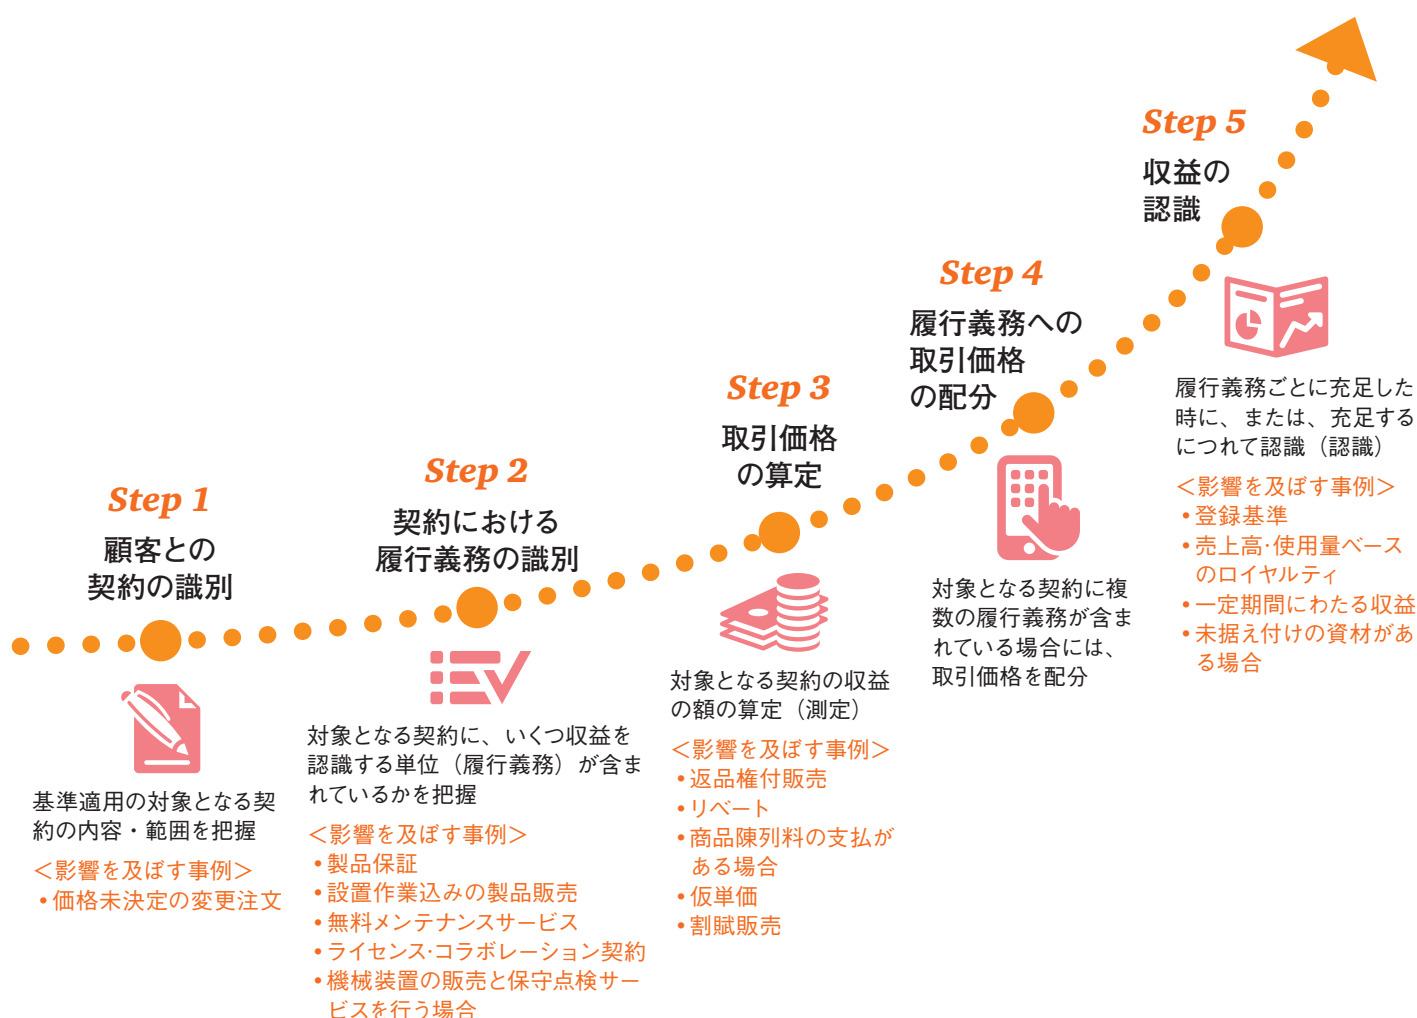 Step 1
顧客との
契約の識別
基準適用の対象となる契
約の内容・範囲を把握
＜影響を及ぼす事例＞
•価格未決定の変更注文
Step 2
契約における
履行義務の識別
対象となる契約に、いくつ収益を
認識する単位（履行義務）が含ま
れているかを把握
＜影響を及ぼす事例＞
•製品保証
•設置作業込みの製品販売
•無料メンテナンスサービス
•ライセンス·コラボレーション契約
•機械装置の販売と保守点検サー
ビスを行う場合
Step 3
取引価格
の算定
対象となる契約の収益
の額の算定（測定）
＜影響を及ぼす事例＞
•返品権付販売
•リベート
•商品陳列料の支払が
ある場合
•仮単価
•割賦販売
Step 4
履行義務への
取引価格
の配分
対象となる契約に複
数の履行義務が含ま
れている場合には、
取引価格を配分
Step 5
収益の
認識
履行義務ごとに充足した
時に、または、充足する
につれて認識（認識）
＜影響を及ぼす事例＞
•登録基準
•売上高·使用量ベース
のロイヤルティ
•一定期間にわたる収益
•未据え付けの資材があ
る場合